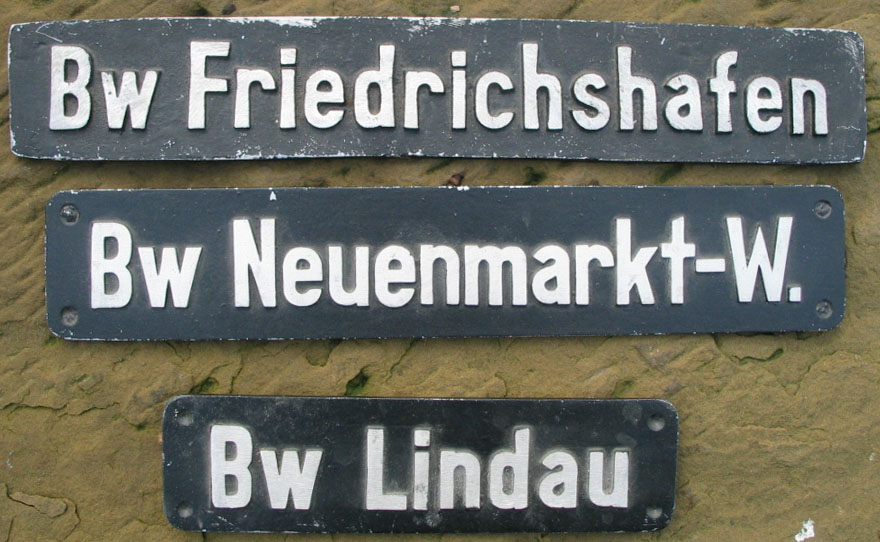 Bw Friedrichshafen
Bw Neuenmarkt-W.
Bw Lindau